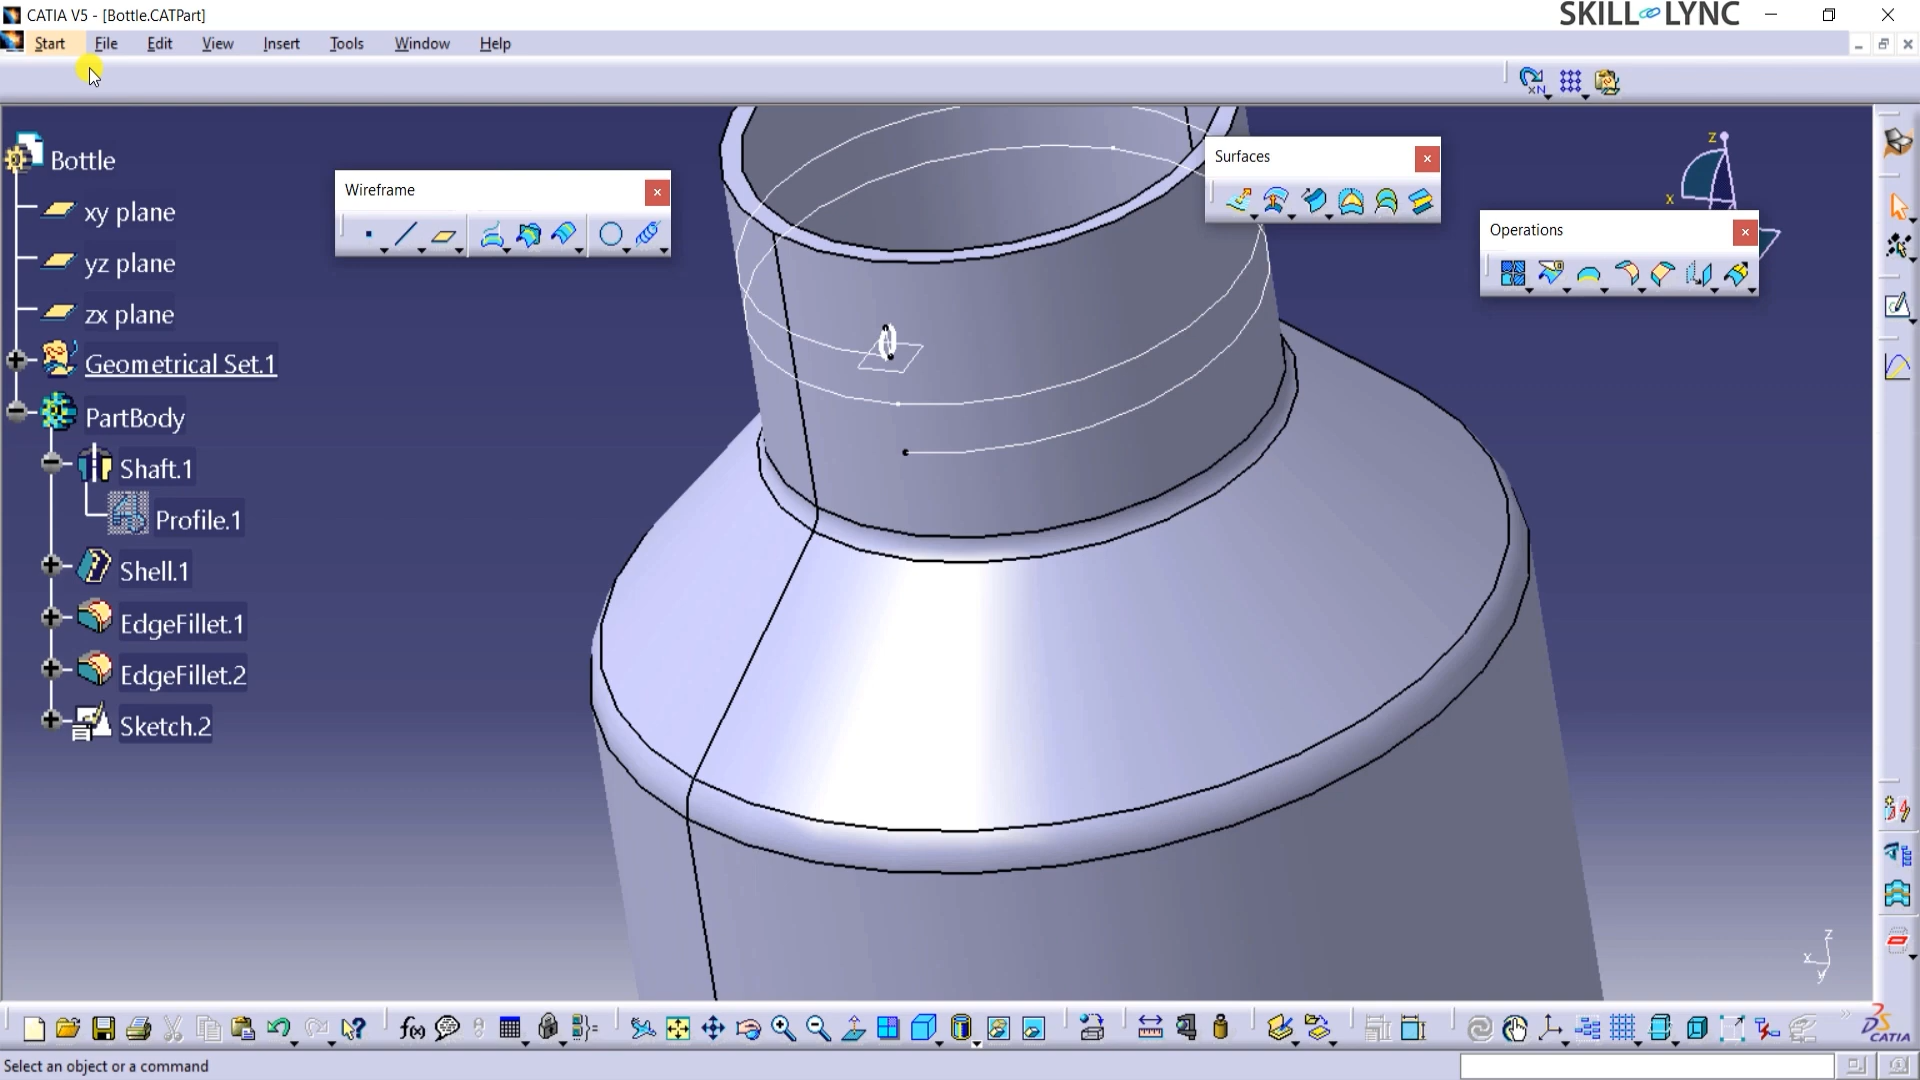 CATIA V5 - [Bottle.CATPart]
SKILL LYNC
Start File Edit View Insert Tools Window Help
Bottle
xy plane
yz plane
zx plane
Geometrical Set.1
PartBody
Shaft.1
Profile.1
Shell.1
EdgeFillet.1
EdgeFillet.2
Sketch.2
Wireframe
Surfaces
Operations
z
x
z
x
y
f(x)
CATIA
Select an object or a command